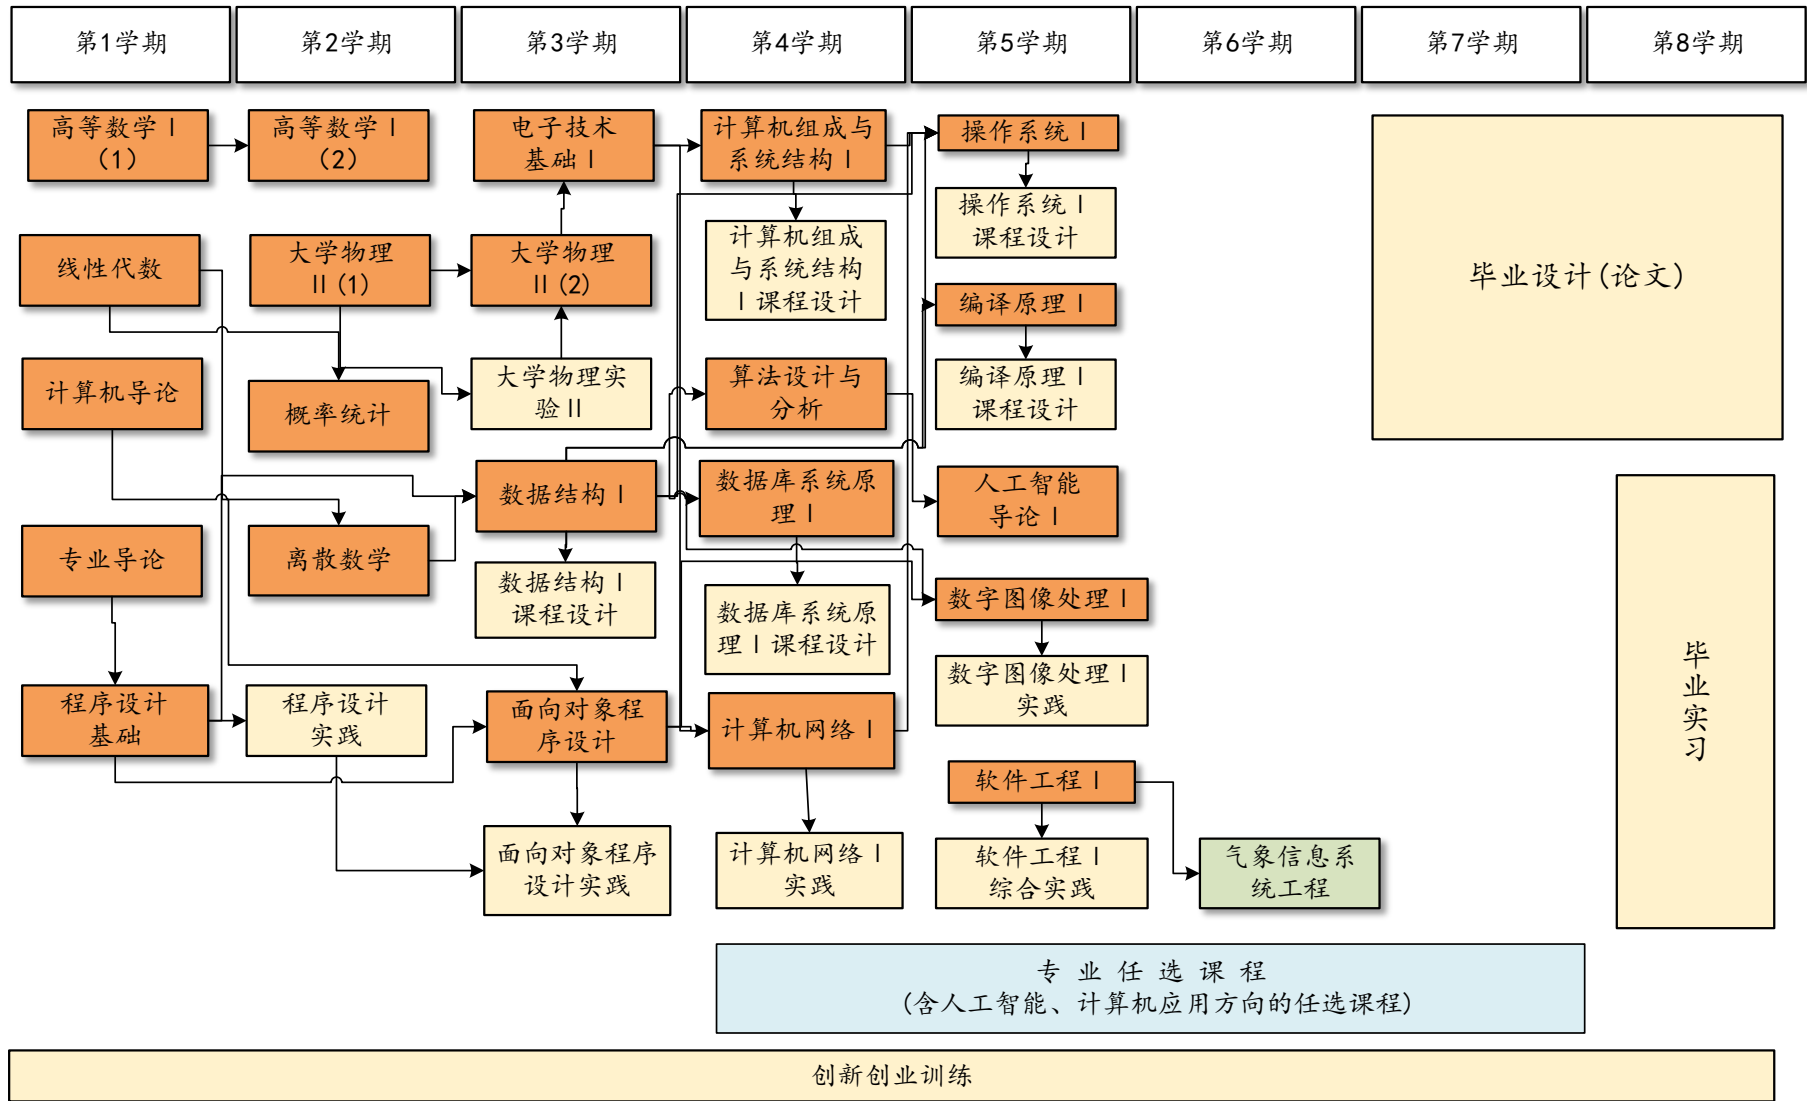 第1学期
第2学期
第3学期
第4学期
第5学期
第6学期
第7学期
第8学期
高等数学Ⅰ
(1)
高等数学Ⅰ
(2)
电子技术
基础Ⅰ
计算机组成与
系统结构Ⅰ
操作系统Ⅰ
操作系统Ⅰ
课程设计
毕业设计(论文)
线性代数
大学物理
II(1)
大学物理
II(2)
计算机组成
与系统结构
Ⅰ课程设计
编译原理Ⅰ
计算机导论
概率统计
大学物理实
验II
算法设计与
分析
编译原理Ⅰ
课程设计
数据结构Ⅰ
数据库系统原
理Ⅰ
人工智能
导论Ⅰ
专业导论
离散数学
数据结构Ⅰ
课程设计
数据库系统原
理Ⅰ课程设计
数字图像处理Ⅰ
数字图像处理Ⅰ
实践
毕
业
实
习
程序设计
基础
程序设计
实践
面向对象程
序设计
计算机网络Ⅰ
软件工程Ⅰ
面向对象程序
设计实践
计算机网络Ⅰ
实践
软件工程Ⅰ
综合实践
气象信息系
统工程
专 业 任 选 课 程
(含人工智能、计算机应用方向的任选课程)
创新创业训练